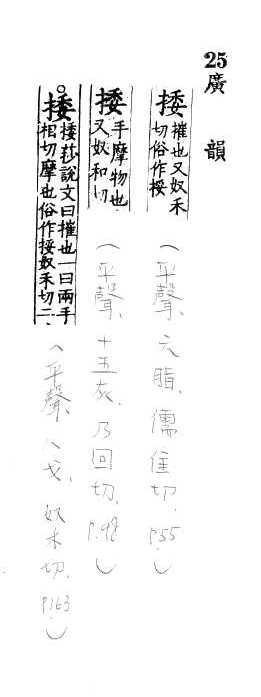 25 廣韻
捼 摧也又奴禾切俗作挼
(平聲、六脂、儒隹切、P.55)
捼 手摩物也又奴和切
(平聲、十五灰、乃回切、P.98)
捼 捼莏說文曰摧也一曰兩手相切摩也俗作挼奴禾切二
(平聲、八戈、奴禾切、P.163)